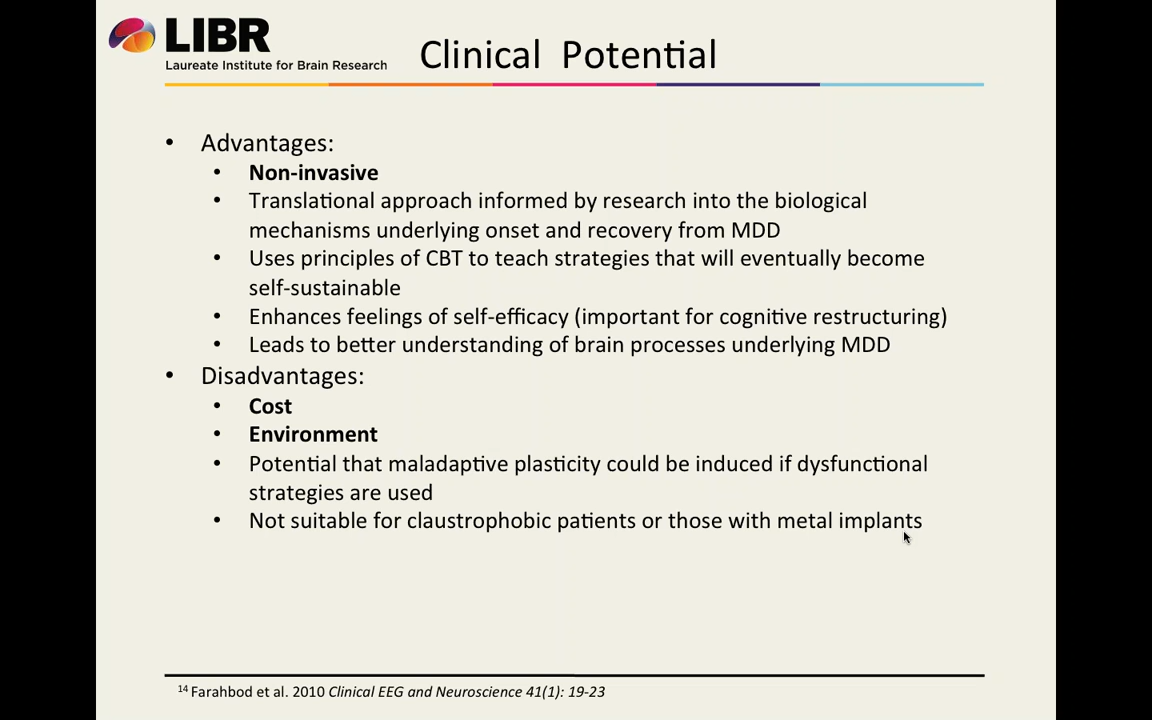 LIBR
Laureate Institute for Brain Research
Clinical Potential
• Advantages:
• Non-invasive
• Translational approach informed by research into the biological
mechanisms underlying onset and recovery from MDD
• Uses principles of CBT to teach strategies that will eventually become
self-sustainable
• Enhances feelings of self-efficacy (important for cognitive restructuring)
• Leads to better understanding of brain processes underlying MDD
• Disadvantages:
• Cost
• Environment
• Potential that maladaptive plasticity could be induced if dysfunctional
strategies are used
• Not suitable for claustrophobic patients or those with metal implants
14 Farahbod et al. 2010 Clinical EEG and Neuroscience 41(1): 19-23